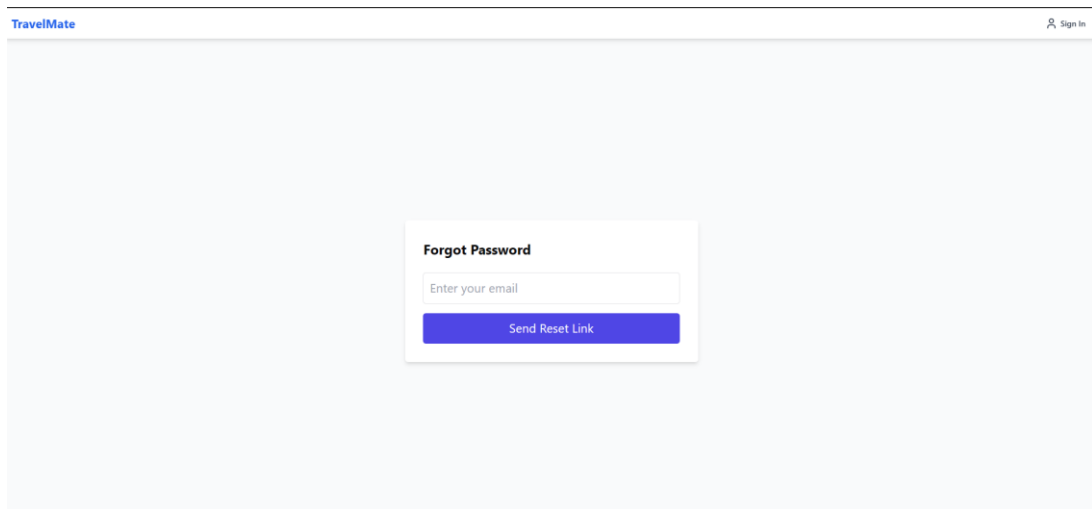 TravelMate
Sign In
Forgot Password
Enter your email
Send Reset Link